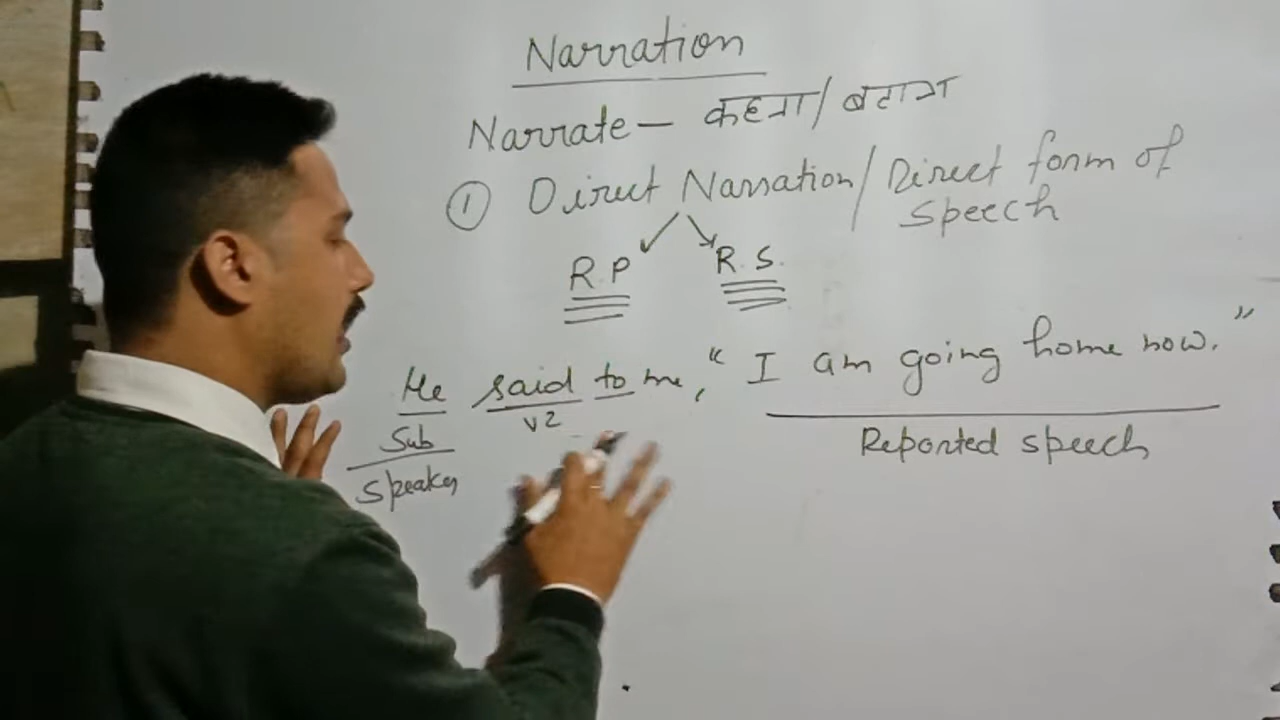 Narration
Narrate — कहना / बताना
① Direct Narration / Direct form of
speech
R.P R.S.
He said to me, “I am going home now.”
Sub V2 Reported speech
Speaker